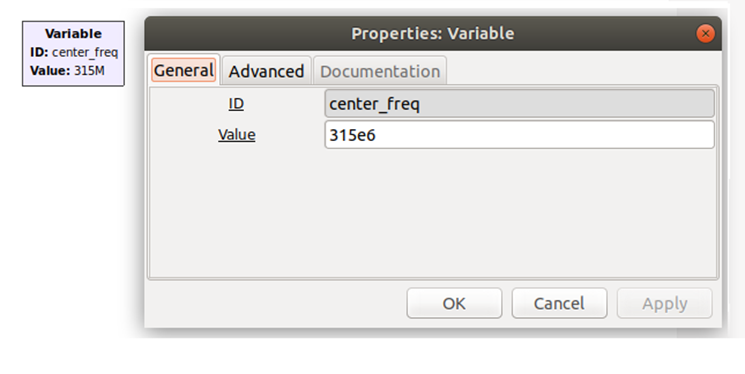 Variable
ID: center_freq
Value: 315M
Properties: Variable
General Advanced Documentation
ID center_freq
Value 315e6
OK Cancel Apply